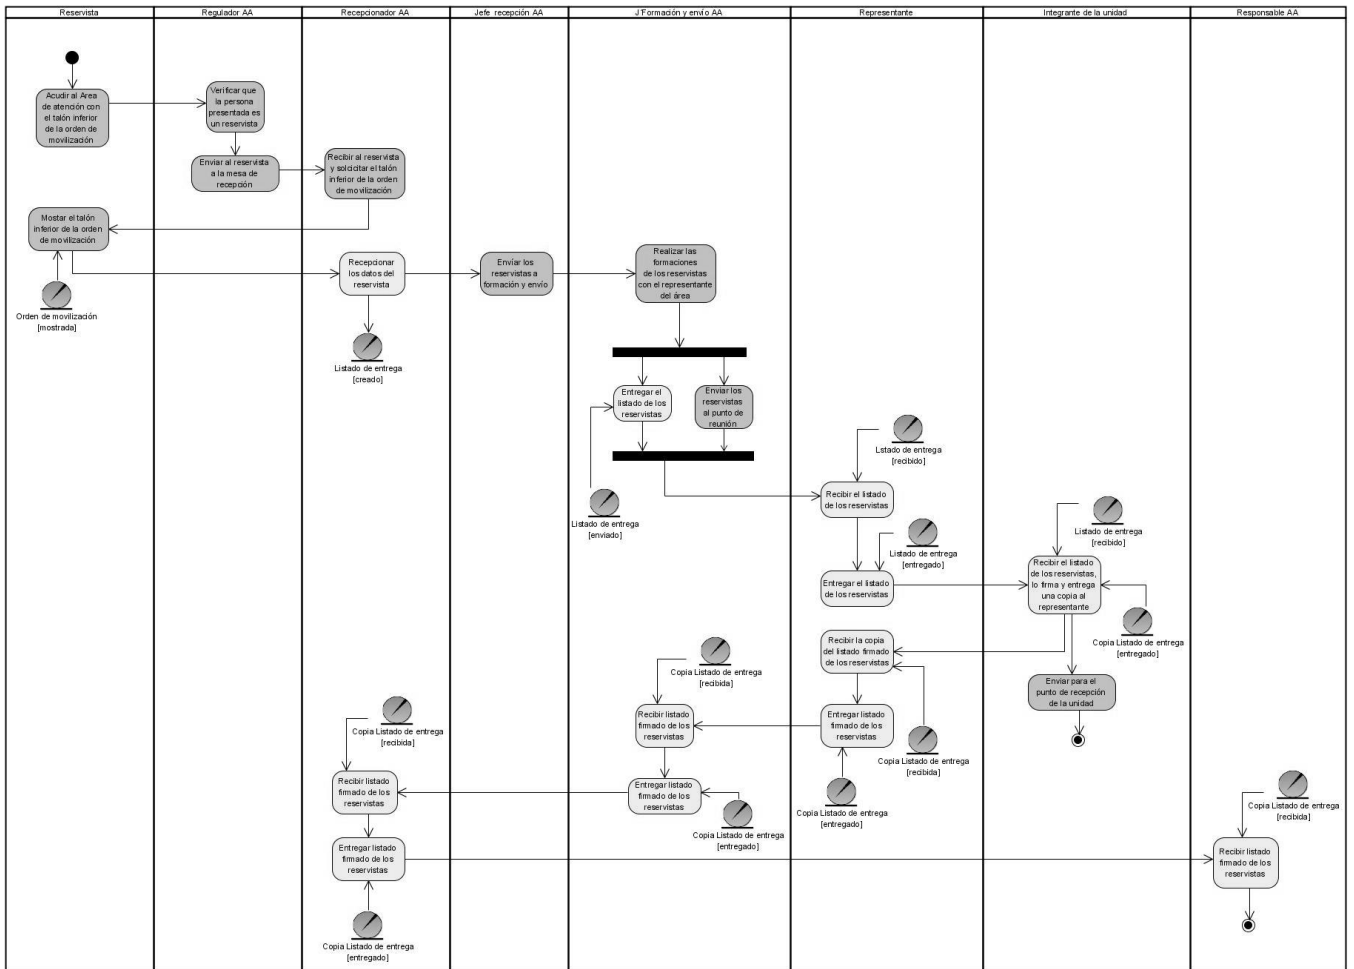 Reservista
Regulador AA
Recepcionador AA
Jefe recepción AA
J'Formación y envío AA
Representante
Integrante de la unidad
Responsable AA
Acudir al Area
de atención con
el talón inferior
de la orden de
movilización
Verificar que
la persona
presentada es
un reservista
Enviar al reservista
a la mesa de
recepción
Recibir al reservista
y solcicitar el talón
inferior de la orden
de movilización
Mostar el talón
inferior de la orden
de movilización
Orden de movilización
[mostrada]
Recepcionar
los datos del
reservista
Listado de entrega
[creado]
Envíar los
reservistas a
formación y envío
Realizar las
formaciones
de los reservistas
con el representante
del área
Entregar el
listado de los
reservistas
Enviar los
reservistas
al punto de
reunión
Listado de entrega
[enviado]
Lstado de entrega
[recibido]
Recibir el listado
de los reservistas
Listado de entrega
[entregado]
Entregar el listado
de los reservistas
Listado de entrega
[recibido]
Recibir el listado
de los reservistas,
lo firma y entrega
una copia al
representante
Copia Listado de entrega
[entregado]
Recibir la copia
del listado firmado
de los reservistas
Enviar para el
punto de recepción
de la unidad
Copia Listado de entrega
[recibida]
Recibir listado
firmado de los
reservistas
Entregar listado
firmado de los
reservistas
Copia Listado de entrega
[recibida]
Copia Listado de entrega
[entregado]
Copia Listado de entrega
[recibida]
Recibir listado
firmado de los
reservistas
Entregar listado
firmado de los
reservistas
Copia Listado de entrega
[entregado]
Entregar listado
firmado de los
reservistas
Copia Listado de entrega
[entregado]
Copia Listado de entrega
[recibida]
Recibir listado
firmado de los
reservistas